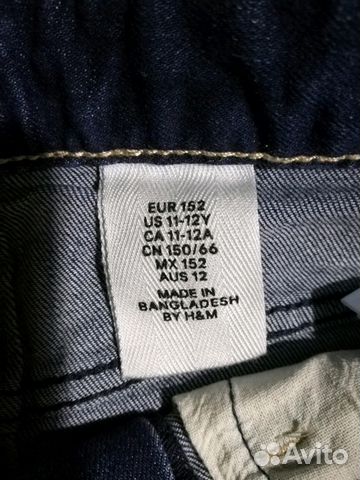 EUR 152
US 11-12Y
CA 11-12A
CN 150/66
MX 152
AUS 12
MADE IN
BANGLADESH
BY H&M
Avito